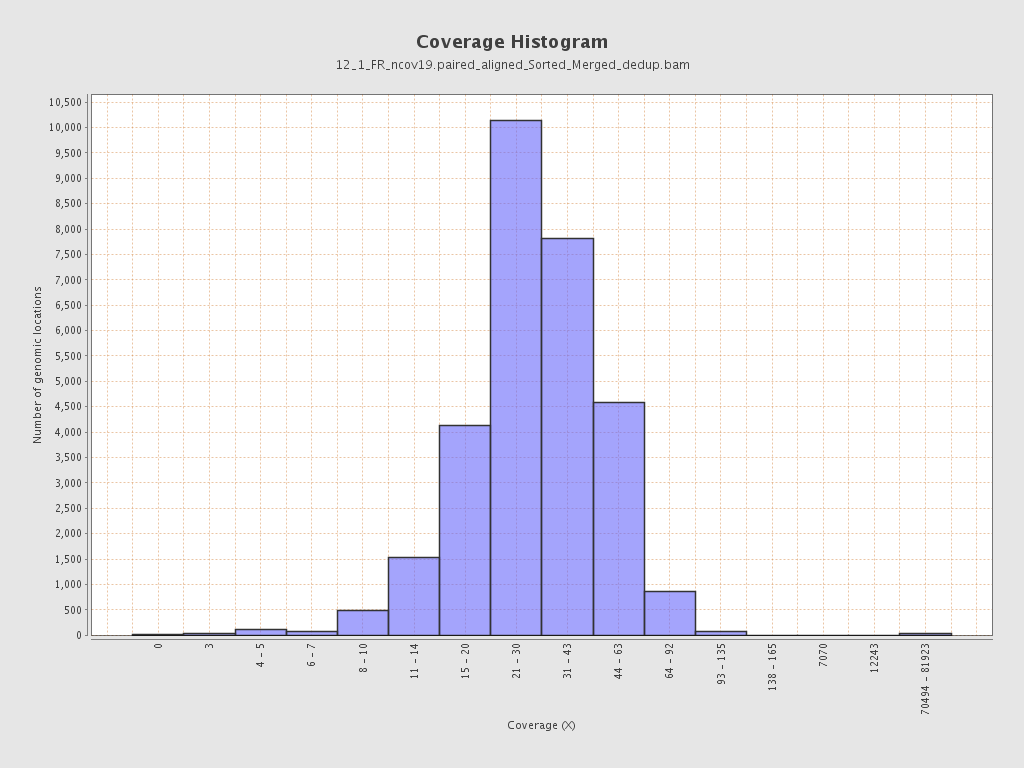 Coverage Histogram
12_1_FR_ncov19.paired_aligned_Sorted_Merged_dedup.bam
Number of genomic locations
10,500
10,000
9,500
9,000
8,500
8,000
7,500
7,000
6,500
6,000
5,500
5,000
4,500
4,000
3,500
3,000
2,500
2,000
1,500
1,000
500
0
0
3
4 - 5
6 - 7
8 - 10
11 - 14
15 - 20
21 - 30
31 - 43
44 - 63
64 - 92
93 - 135
138 - 165
7070
12243
70494 - 81923
Coverage (X)